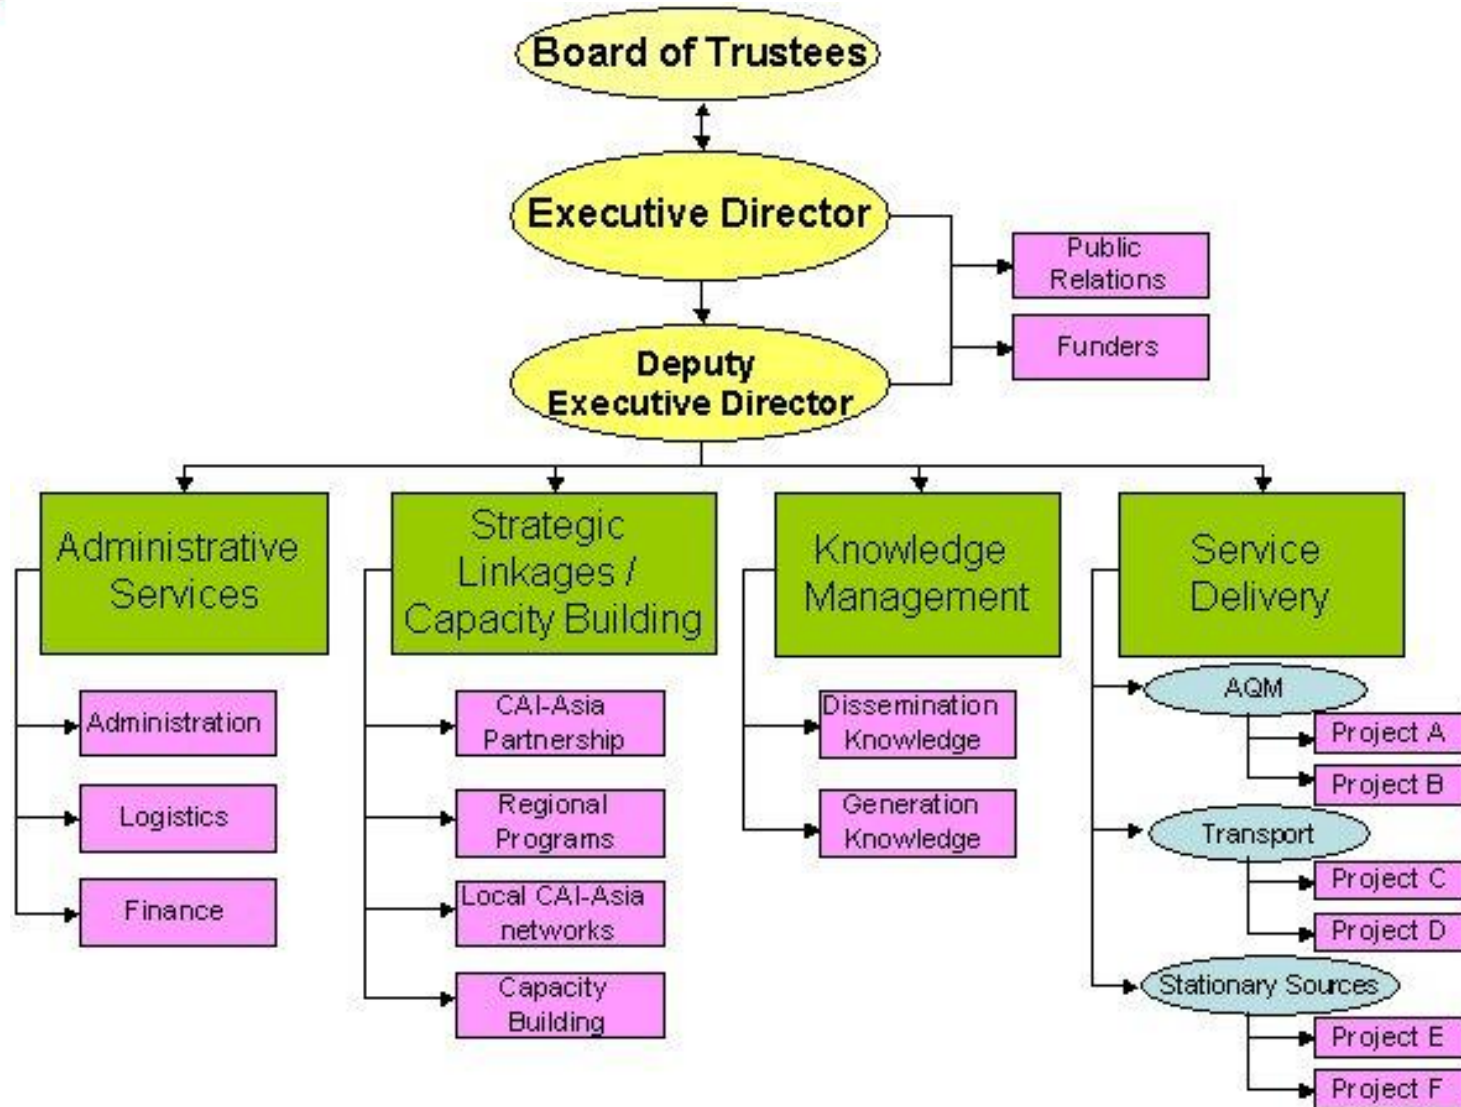 Board of Trustees
Executive Director
Public
Relations
Funders
Deputy
Executive Director
Administrative
Services
Strategic
Linkages /
Capacity Building
Knowledge
Management
Service
Delivery
Administration
Logistics
Finance
CAI-Asia
Partnership
Regional
Programs
Local CAI-Asia
networks
Capacity
Building
Dissemination
Knowledge
Generation
Knowledge
AQM
Project A
Project B
Transport
Project C
Project D
Stationary Sources
Project E
Project F